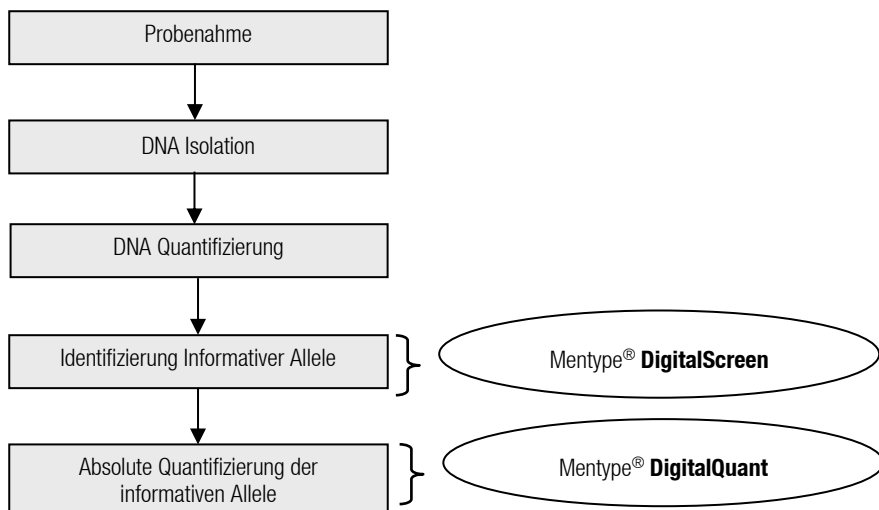 Probenahme
DNA Isolation
DNA Quantifizierung
Identifizierung Informativer Allele
Mentype® DigitalScreen
Absolute Quantifizierung der
informativen Allele
Mentype® DigitalQuant